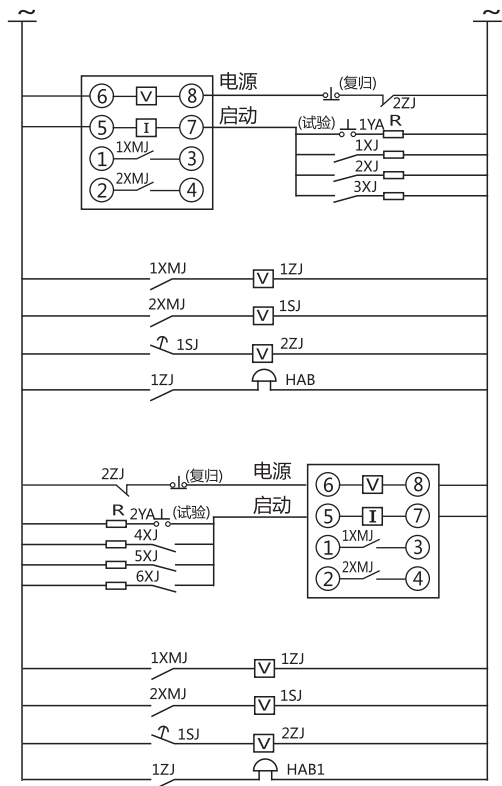 ~ ~
6 V 8 电源 (复归) 2ZJ
5 I 7 启动 (试验) 1YA R
1 1XMJ 3 1XJ
2 2XMJ 4 2XJ
3XJ
1XMJ V 1ZJ
2XMJ V 1SJ
1SJ V 2ZJ
1ZJ HAB
2ZJ (复归) 电源 6 V 8
R 2YA (试验) 启动 5 I 7
4XJ 1 1XMJ 3
5XJ 2 2XMJ 4
6XJ
1XMJ V 1ZJ
2XMJ V 1SJ
1SJ V 2ZJ
1ZJ HAB1